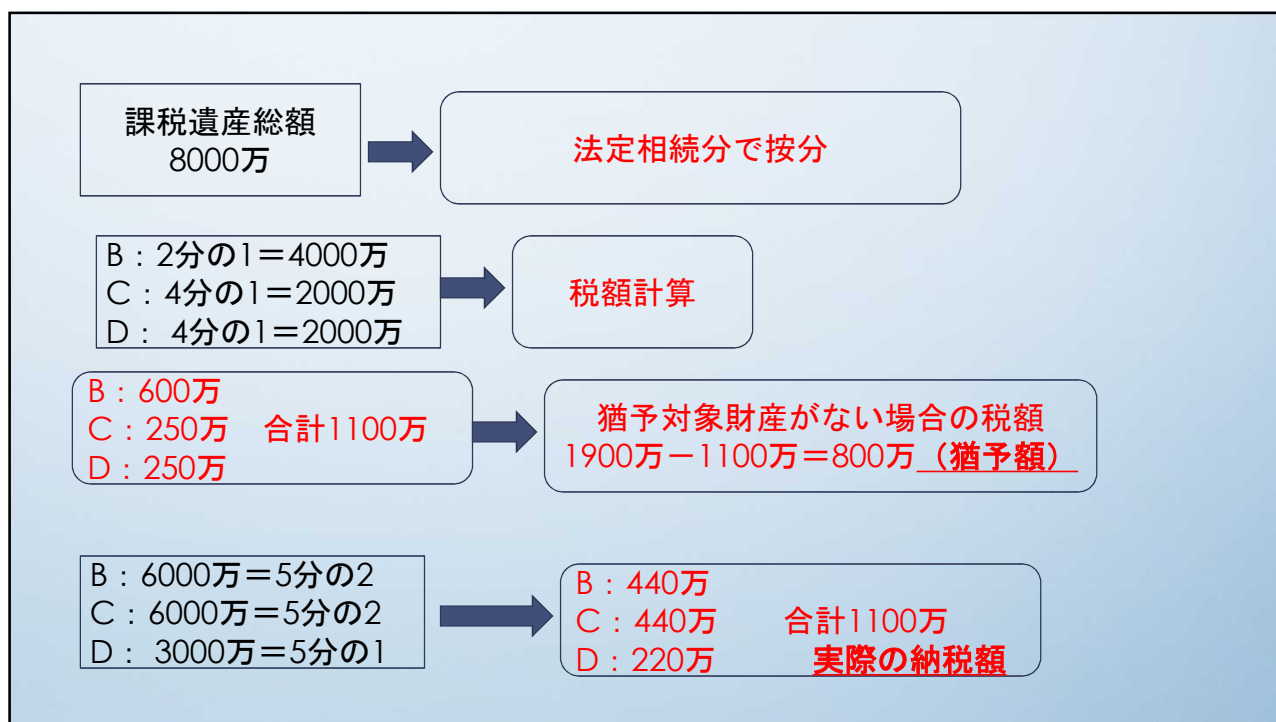 課税遺産総額
8000万
法定相続分で按分
B：2分の1＝4000万
C：4分の1＝2000万
D： 4分の1＝2000万
税額計算
B：600万
C：250万　合計1100万
D：250万
猶予対象財産がない場合の税額
1900万－1100万＝800万（猶予額）
B：6000万＝5分の2
C：6000万＝5分の2
D： 3000万＝5分の1
B：440万
C：440万　　合計1100万
D：220万　　実際の納税額